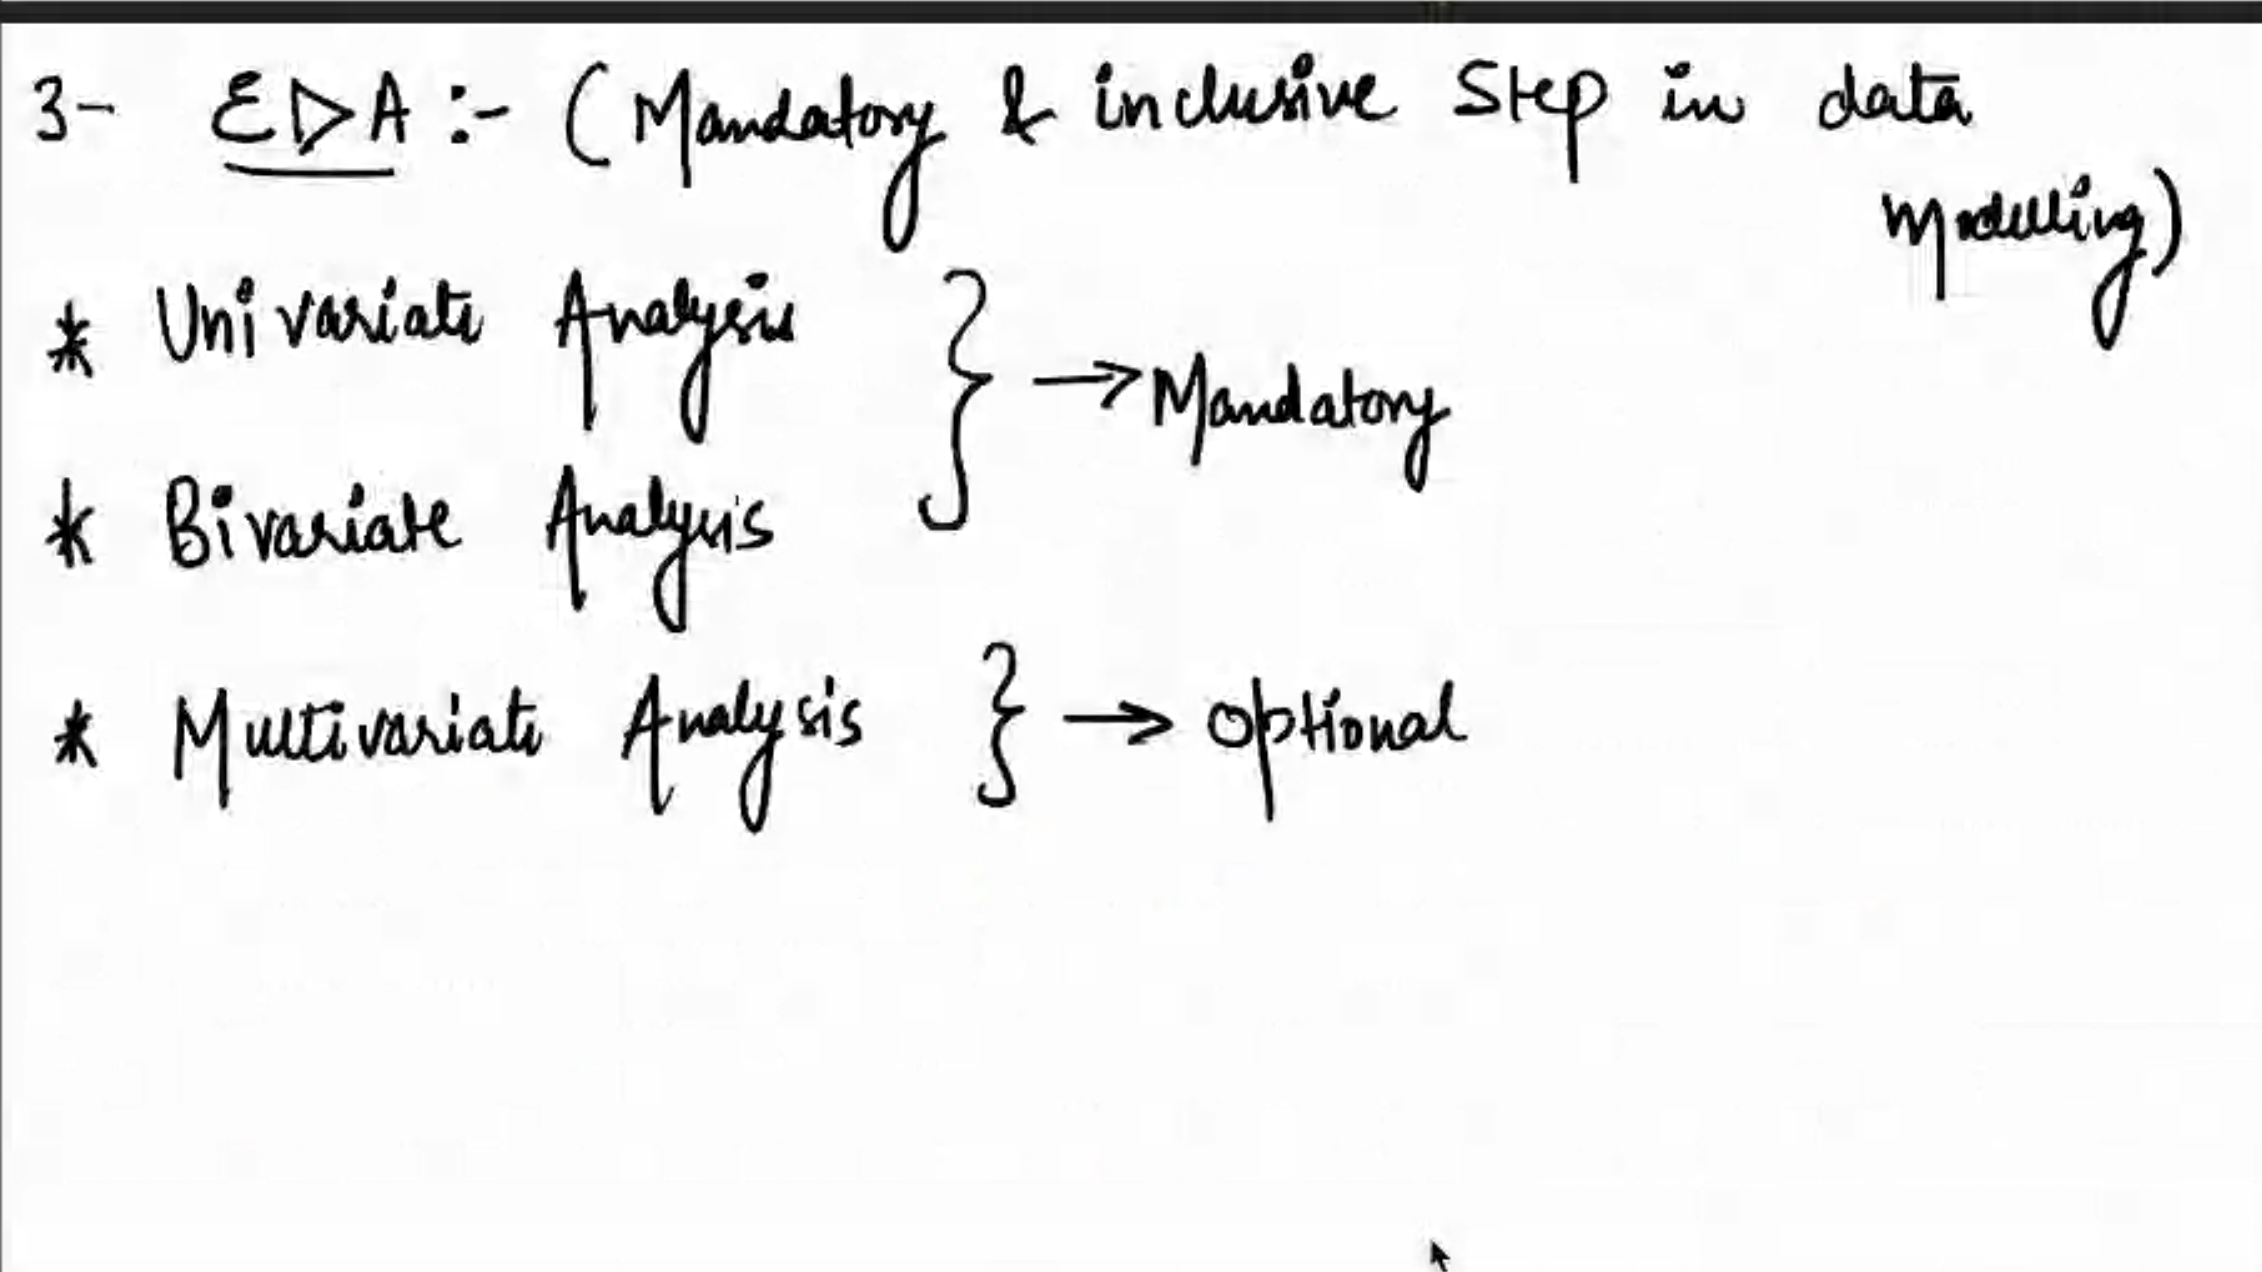 3- EDA :- (Mandatory & inclusive Step in data
modelling)
* Univariate Analysis
} → Mandatory
* Bivariate Analysis
* Multivariate Analysis } → Optional